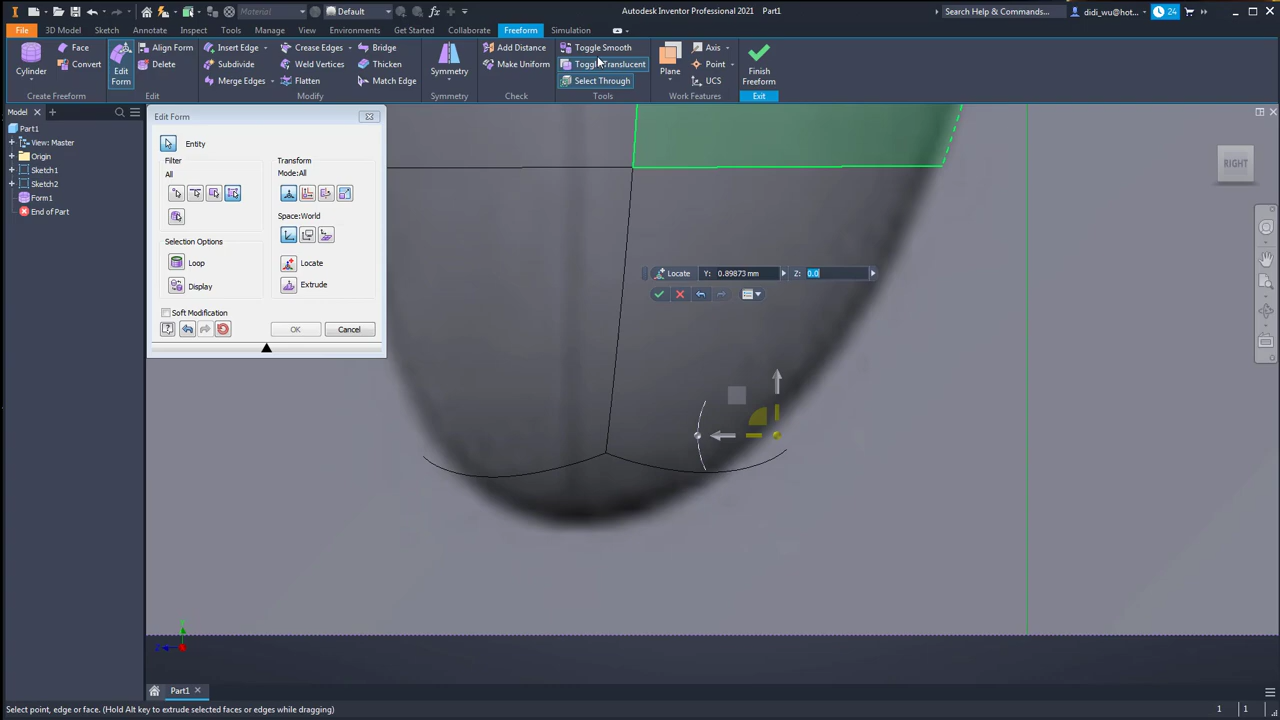 Material
Default
Autodesk Inventor Professional 2021 Part1
Search Help & Commands...
didi_wu@hot...
24
File
3D Model
Sketch
Annotate
Inspect
Tools
Manage
View
Environments
Get Started
Collaborate
Freeform
Simulation
Cylinder
Face
Convert
Create Freeform
Edit Form
Align Form
Delete
Edit
Insert Edge
Subdivide
Merge Edges
Crease Edges
Weld Vertices
Flatten
Bridge
Thicken
Match Edge
Modify
Symmetry
Symmetry
Add Distance
Make Uniform
Check
Toggle Smooth
Toggle Translucent
Select Through
Tools
Plane
Axis
Point
UCS
Work Features
Finish Freeform
Exit
Model
Part1
View: Master
Origin
Sketch1
Sketch2
Form1
End of Part
Edit Form
Entity
Filter
All
Selection Options
Loop
Display
Soft Modification
Transform
Mode:All
Space:World
Locate
Extrude
OK
Cancel
Locate
Y:
0.89873 mm
Z:
0.0
RIGHT
Part1
Select point, edge or face. (Hold Alt key to extrude selected faces or edges while dragging)
1
1